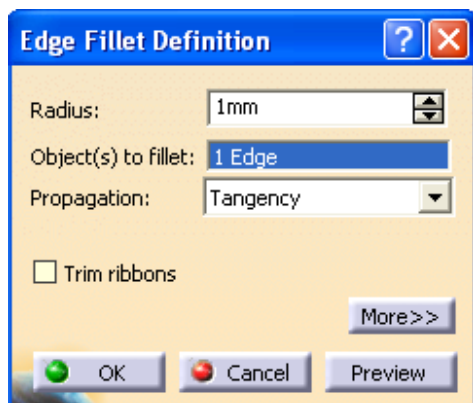 Edge Fillet Definition
Radius: 1mm
Object(s) to fillet: 1 Edge
Propagation: Tangency
Trim ribbons
More>>
OK Cancel Preview